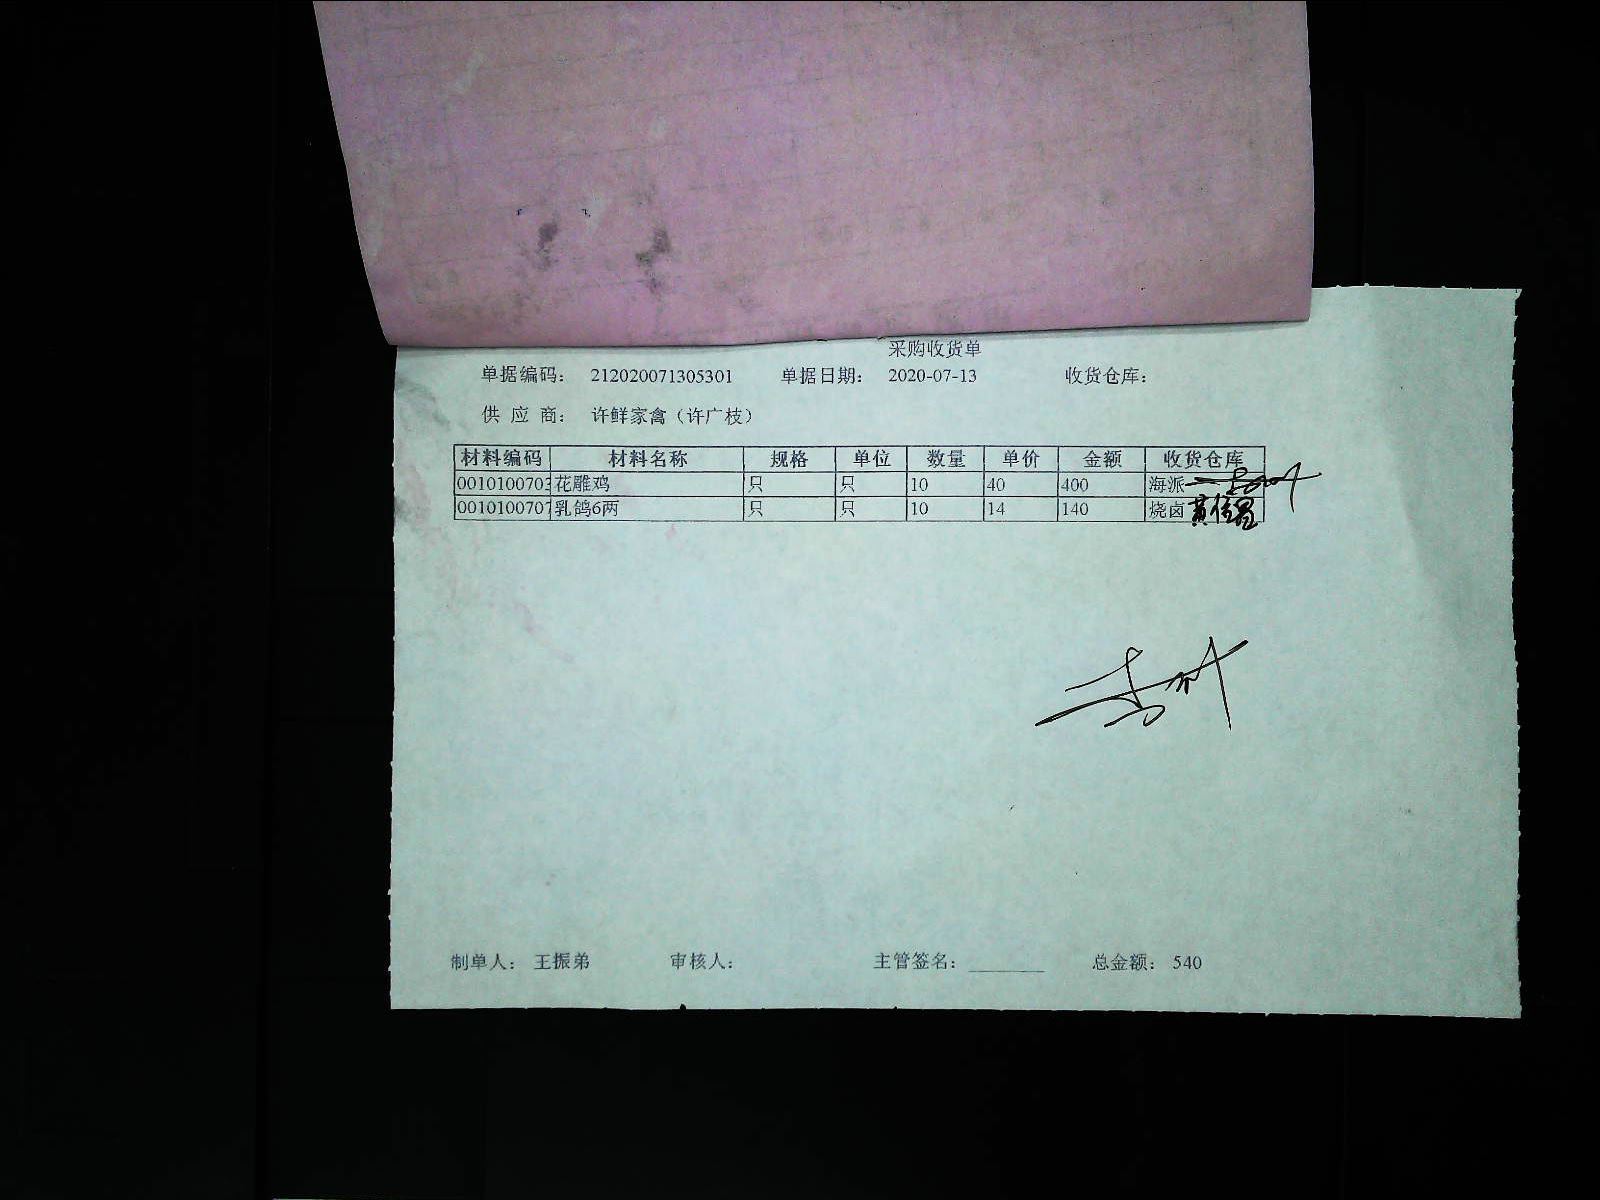 采购收货单
单据编码： 212020071305301 单据日期： 2020-07-13 收货仓库：
供 应 商： 许鲜家禽（许广枝）
材料编码 材料名称 规格 单位 数量 单价 金额 收货仓库
0010100703 花雕鸡 只 只 10 40 400 海派
0010100707 乳鸽6两 只 只 10 14 140 烧卤
制单人： 王振弟 审核人： 主管签名： 总金额： 540